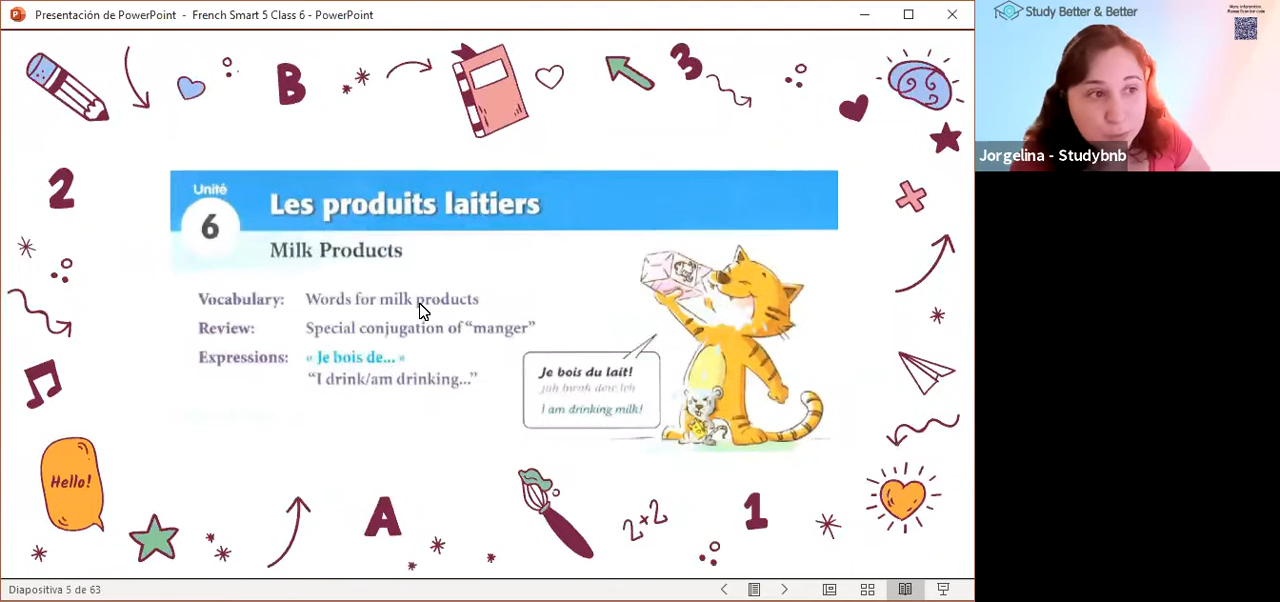 Presentación de PowerPoint - French Smart 5 Class 6 - PowerPoint
B
3
2
Unité
6
Les produits laitiers
Milk Products
Vocabulary: Words for milk products
Review: Special conjugation of “manger”
Expressions: « Je bois de... »
“I drink/am drinking...”
Je bois du lait!
I am drinking milk!
Hello!
A
2x2
1
Diapositiva 5 de 63
Study Better & Better
Jorgelina - Studybnb